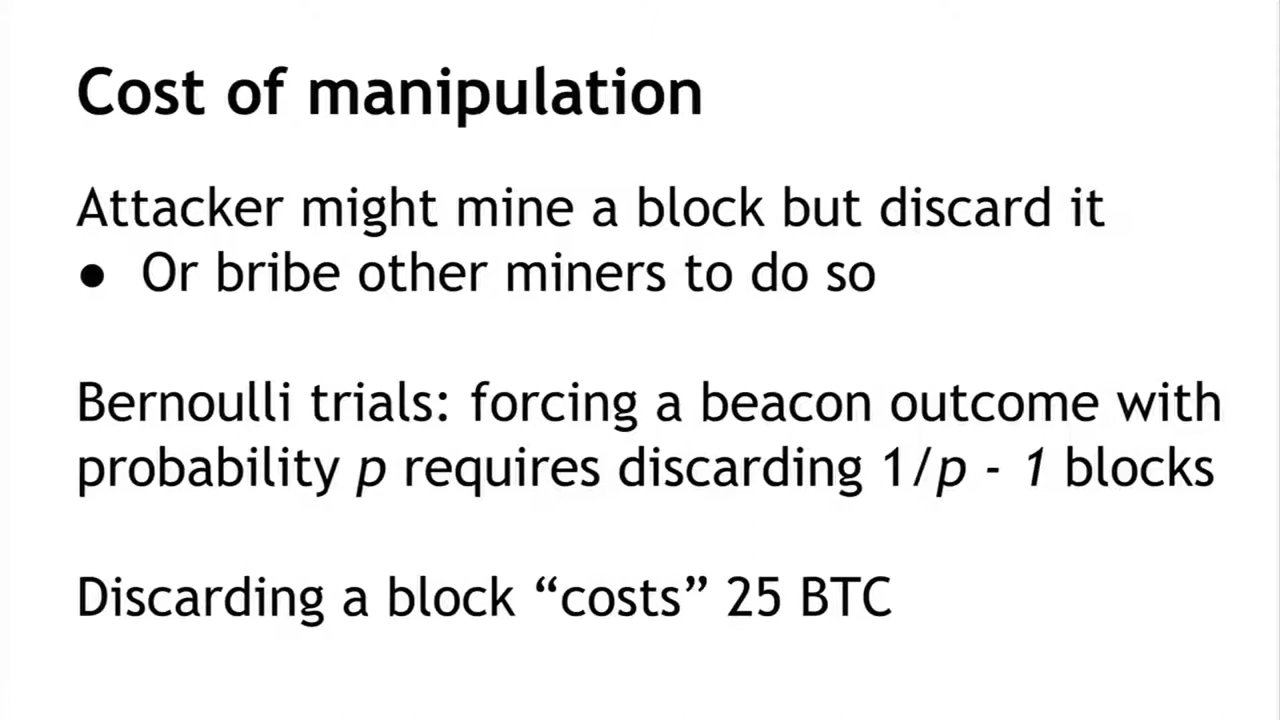 Cost of manipulation
Attacker might mine a block but discard it
● Or bribe other miners to do so
Bernoulli trials: forcing a beacon outcome with
probability p requires discarding 1/p - 1 blocks
Discarding a block “costs” 25 BTC